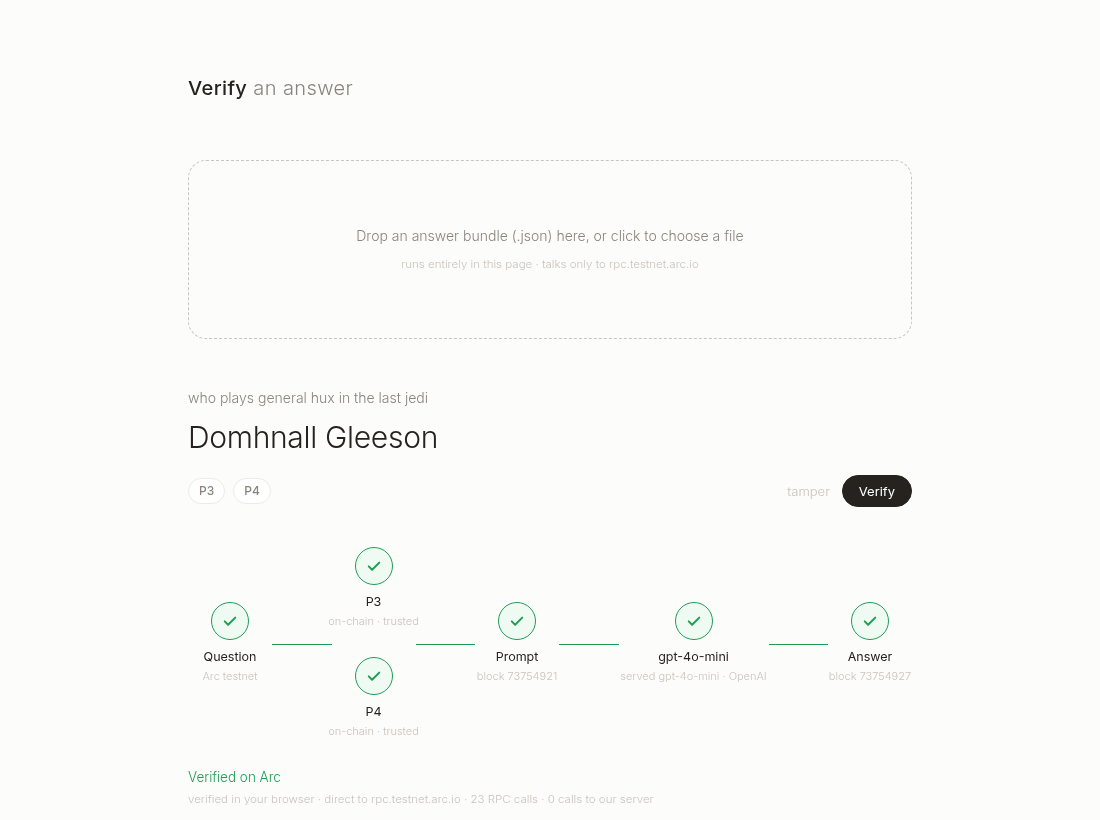 Verify an answer
Drop an answer bundle (.json) here, or click to choose a file
runs entirely in this page · talks only to rpc.testnet.arc.io
who plays general hux in the last jedi
Domhnall Gleeson
P3 P4 tamper Verify
P3
on-chain · trusted
Question Prompt gpt-4o-mini Answer
Arc testnet block 73754921 served gpt-4o-mini · OpenAI block 73754927
P4
on-chain · trusted
Verified on Arc
verified in your browser · direct to rpc.testnet.arc.io · 23 RPC calls · 0 calls to our server